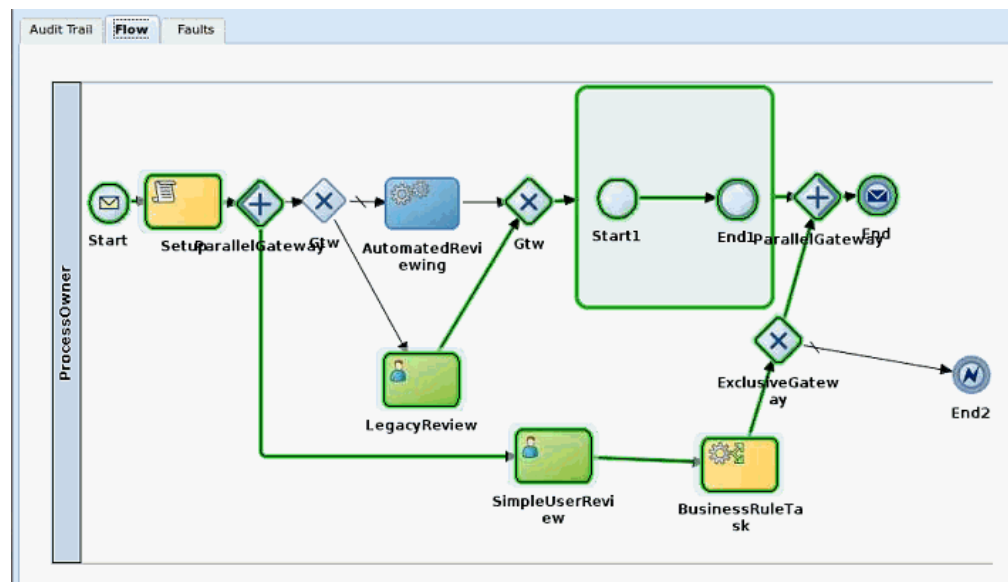 Audit Trail
Flow
Faults
ProcessOwner
Start
Setup
ParallelGateway
Gtw
AutomatedRevi
ewing
Gtw
Start1
End1
ParallelGateway
End
LegacyReview
ExclusiveGatew
ay
End2
SimpleUserRevi
ew
BusinessRuleTa
sk